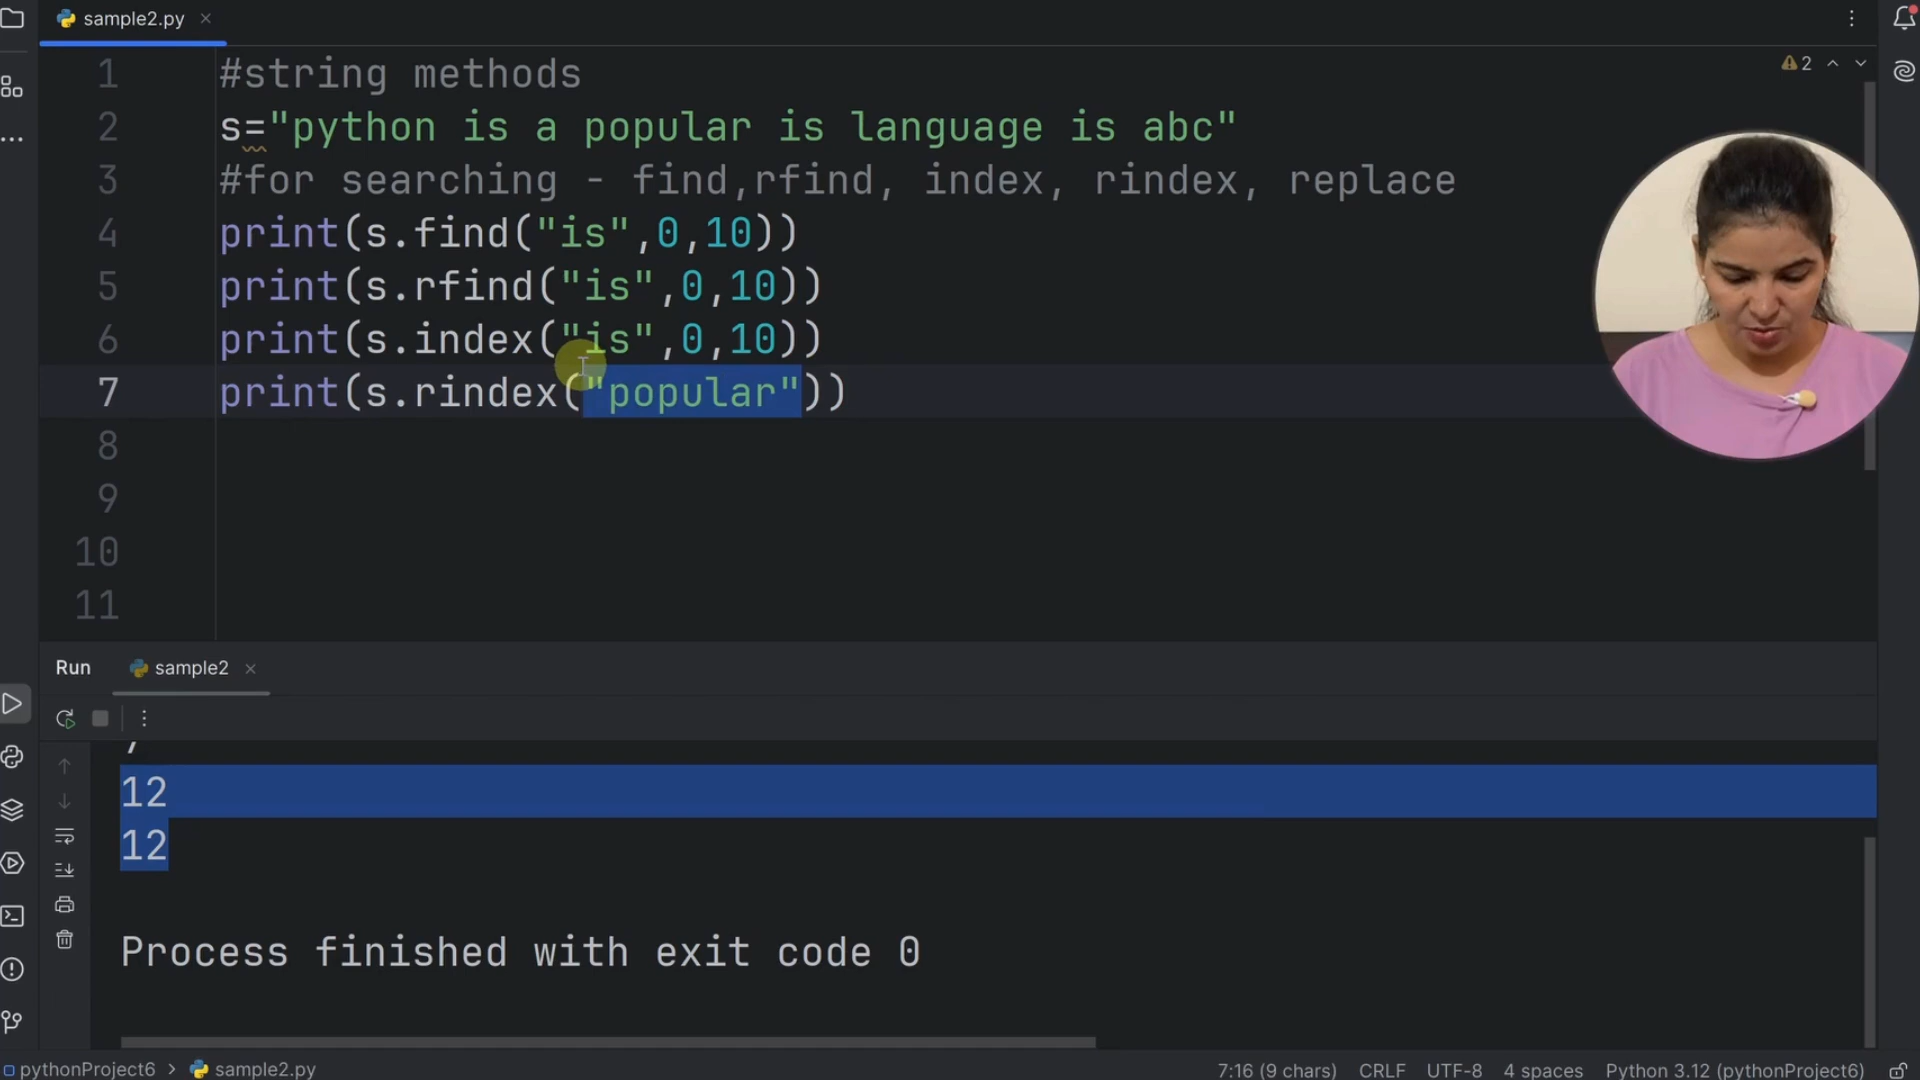 sample2.py
1 #string methods
2 s="python is a popular is language is abc"
3 #for searching - find,rfind, index, rindex, replace
4 print(s.find("is",0,10))
5 print(s.rfind("is",0,10))
6 print(s.index("is",0,10))
7 print(s.rindex("popular"))
8
9
10
11
2
Run sample2
12
12
Process finished with exit code 0
pythonProject6 > sample2.py 7:16 (9 chars) CRLF UTF-8 4 spaces Python 3.12 (pythonProject6)